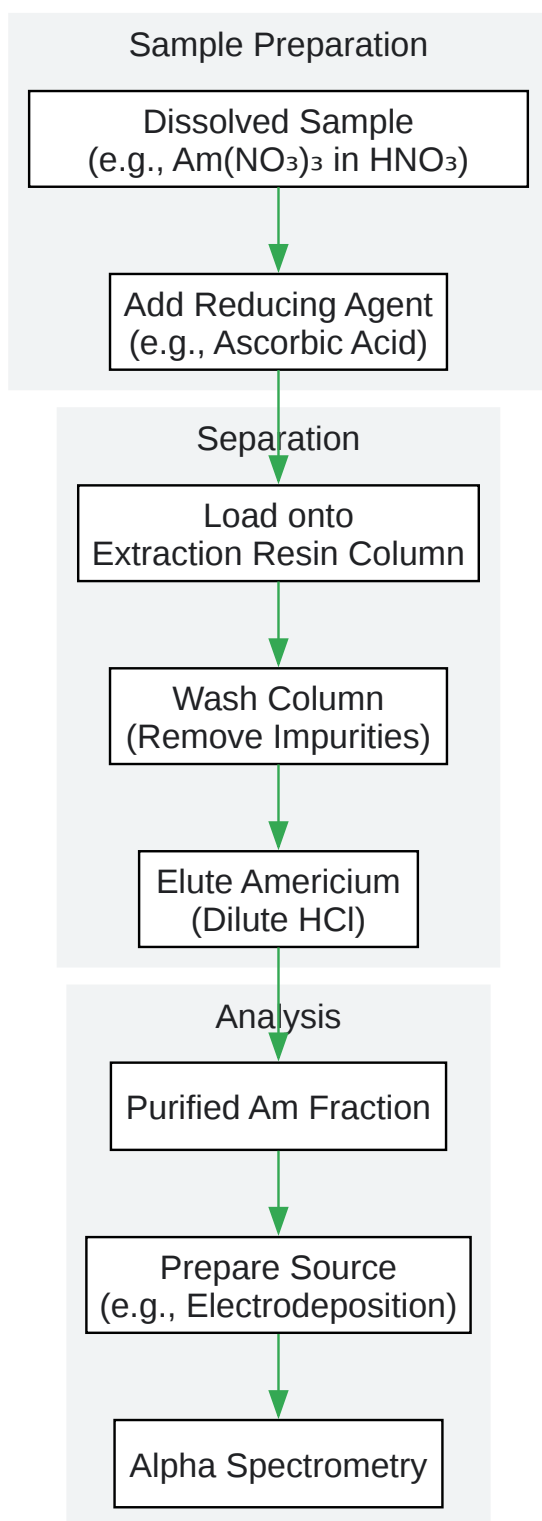 Sample Preparation
Dissolved Sample
(e.g., Am(NO₃)₃ in HNO₃)
Add Reducing Agent
(e.g., Ascorbic Acid)
Separation
Load onto
Extraction Resin Column
Wash Column
(Remove Impurities)
Elute Americium
(Dilute HCl)
Analysis
Purified Am Fraction
Prepare Source
(e.g., Electrodeposition)
Alpha Spectrometry